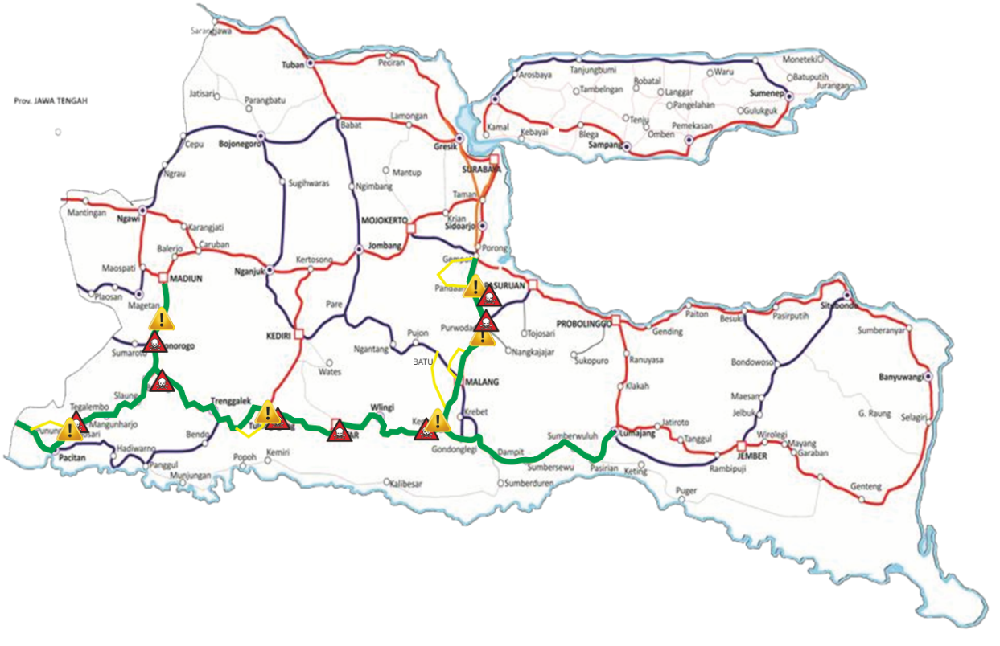 Sarangjawa
Tuban
Peciran
Arosbaya
Tanjungbumi
Waru
Moneteki
Batuputih
Jurangan
Robatal
Tambelngan
Langgar
Sumenep
Pangelahan
Gulukguk
Jatisari
Parangbatu
Prov. JAWA TENGAH
Lamongan
Babat
Kamal
Kebayai
Blega
Tenju
Omben
Pemekasan
Sampang
Cepu
Bojonegoro
Gresik
SURABAYA
Ngrau
Mantup
Sugihwaras
Ngimbang
Taman
Mantingan
Ngawi
MOJOKERTO
Krian
Sidoarjo
Karangjati
Balerjo
Caruban
Jombang
Porong
Kertosono
Maospati
MADIUN
Nganjuk
Plaosan
Magetan
Pare
PROBOLINGGO
Gending
Paiton
Besuki
Pasirputih
Sumberanyar
KEDIRI
Pujon
Tojosari
Sumaroto
Ngantang
Nangkajajar
Sukopuro
Ranuyasa
BATU
Bondowoso
Wates
MALANG
Banyuwangi
Klakah
Slaung
Trenggalek
Wlingi
Maesan
Tegalembo
Mangunharjo
Krebet
Jelbuk
G. Raung
Selagiri
Bendo
Sumberwuluh
Lumajang
Jatiroto
Tanggul
Wirolegi
Mayang
Garaban
JEMBER
Pacitan
Hadiwarno
Gondonglegi
Dampit
Popoh
Kemiri
Panggul
Sumbersewu
Pasirian
Keting
Rambipuji
Munjungan
Kalibesar
Sumberduren
Puger
Genteng